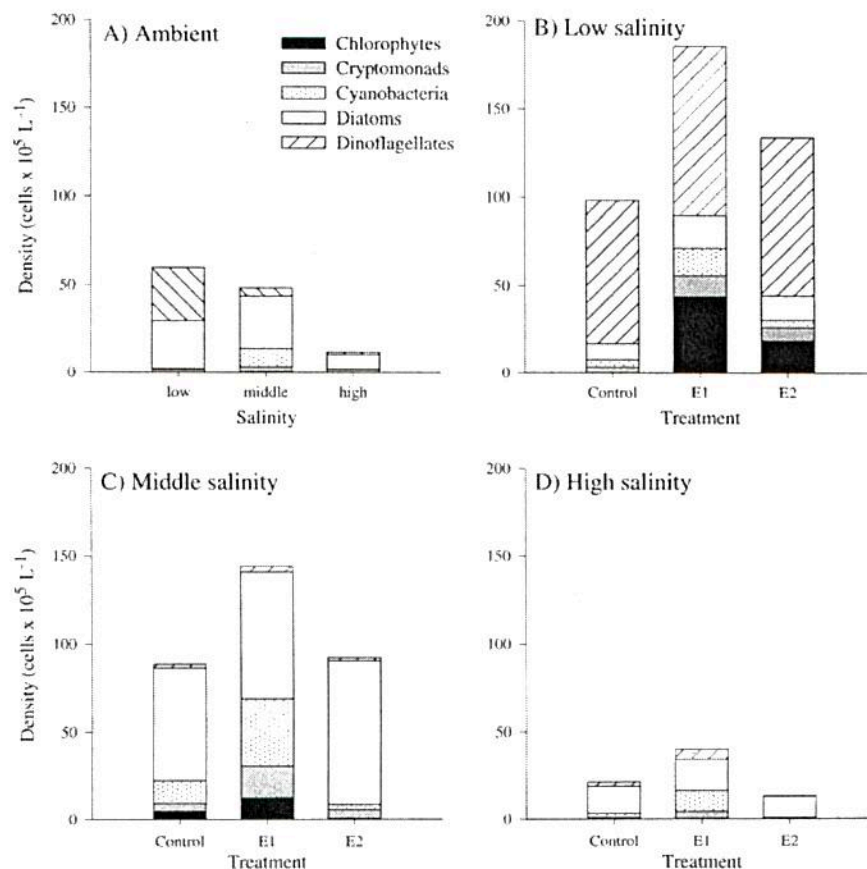 A) Ambient
Chlorophytes
Cryptomonads
Cyanobacteria
Diatoms
Dinoflagellates
200
150
100
50
0
Density (cells x 10⁵ L⁻¹)
low middle high
Salinity
B) Low salinity
200
150
100
50
0
Control E1 E2
Treatment
C) Middle salinity
200
150
100
50
0
Density (cells x 10⁵ L⁻¹)
Control E1 E2
Treatment
D) High salinity
200
150
100
50
0
Control E1 E2
Treatment